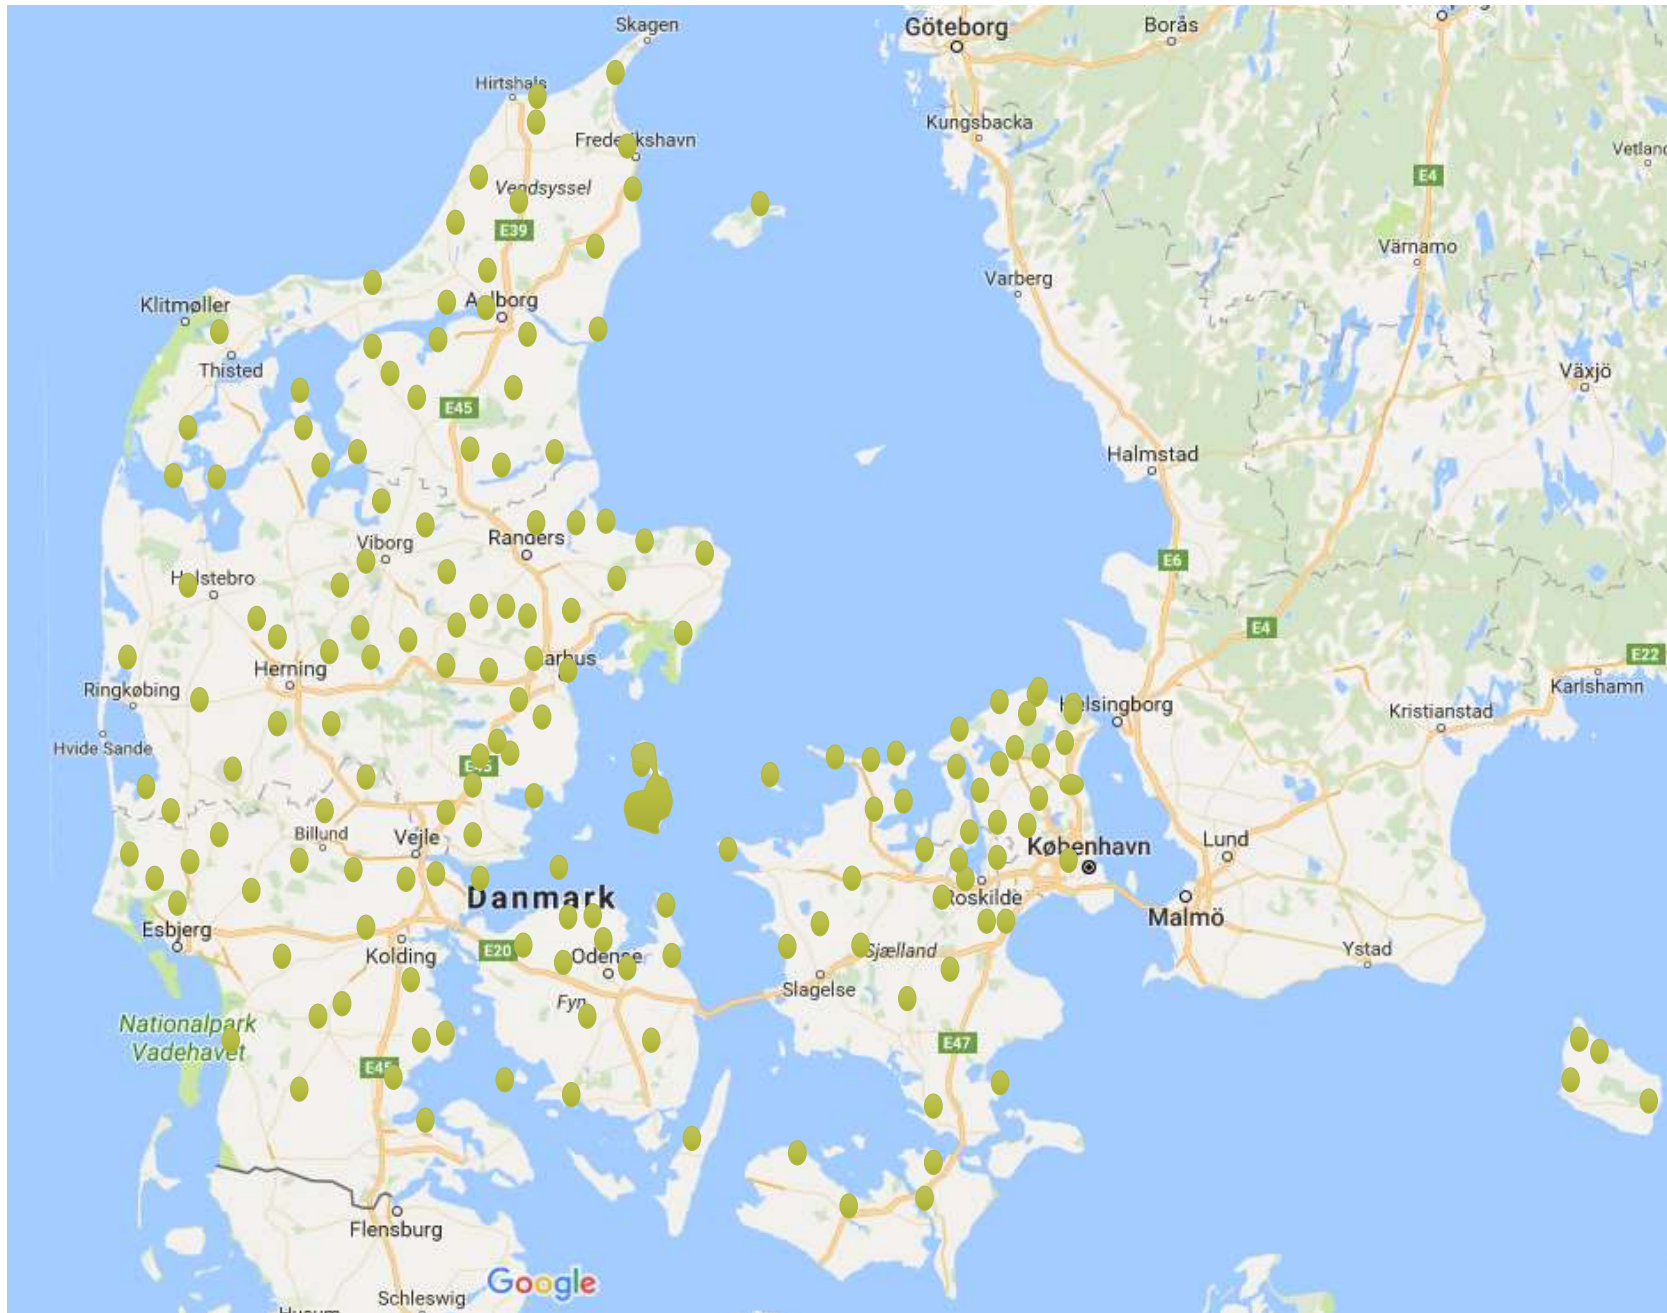 Skagen
Göteborg
Borås
Hirtshals
Kungsbacka
Frederikshavn
Vendsyssel
E4
E39
Värnamo
Varberg
Klitmøller
Aalborg
Thisted
Växjö
E45
Halmstad
Viborg
Randers
E6
Holstebro
E4
Aarhus
E22
Herning
Karlshamn
Ringkøbing
Helsingborg
Kristianstad
Hvide Sande
E45
Billund
Vejle
København
Lund
Danmark
Roskilde
Malmö
Esbjerg
E20
Sjælland
Ystad
Kolding
Odense
Slagelse
Fyn
Nationalpark
Vadehavet
E47
E45
Flensburg
Google
Schleswig